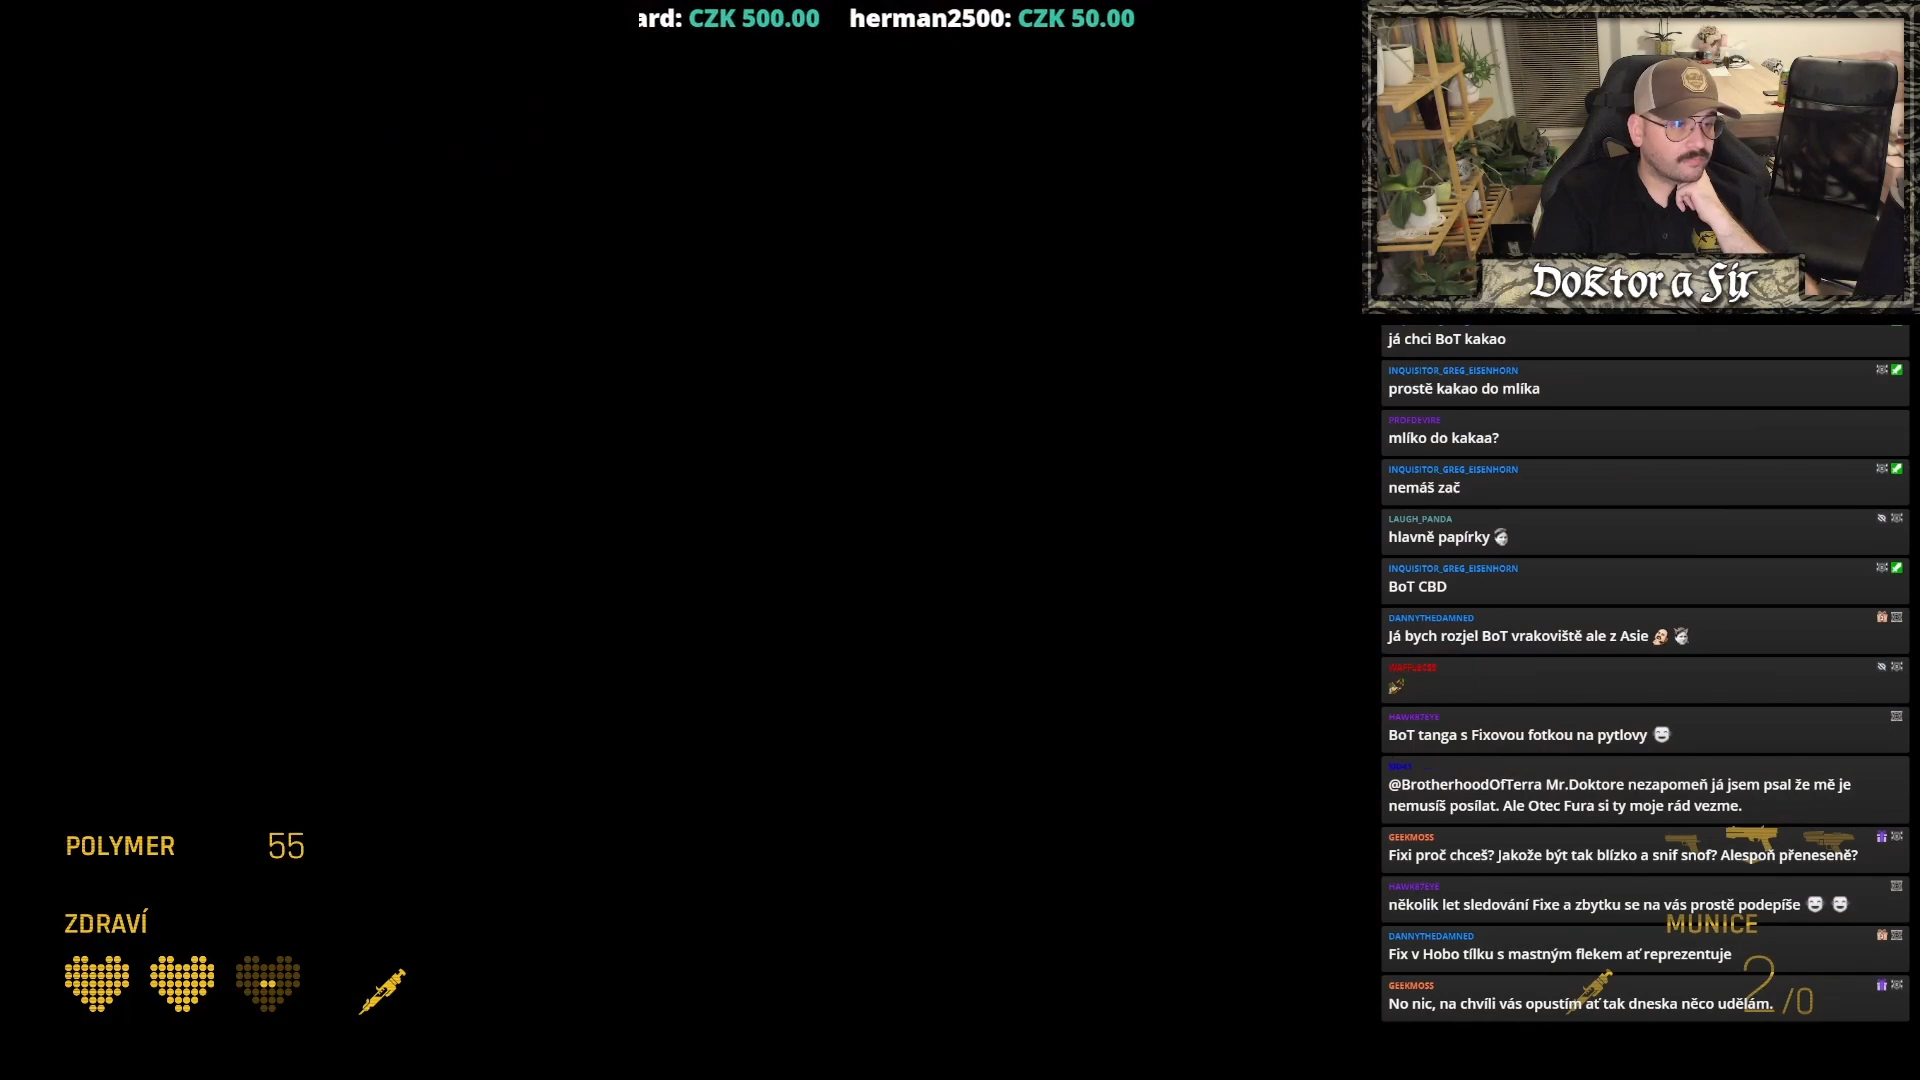 ard: CZK 500.00 herman2500: CZK 50.00
Doktor a Fix
já chci BoT kakao
INQUISITOR_GREG_EISENHORN
prostě kakao do mlíka
PROFDEVIRE
mlíko do kakaa?
INQUISITOR_GREG_EISENHORN
nemáš zač
LAUGH_PANDA
hlavně papírky
INQUISITOR_GREG_EISENHORN
BoT CBD
DANNYTHEDAMNED
Já bych rozjel BoT vrakoviště ale z Asie
HAWK87EYE
BoT tanga s Fixovou fotkou na pytlovy
@BrotherhoodOfTerra Mr.Doktore nezapomeň já jsem psal že mě je
nemusíš posílat. Ale Otec Fura si ty moje rád vezme.
GEEKMOSS
Fixi proč chceš? Jakože být tak blízko a snif snof? Alespoň přeneseně?
HAWK87EYE
několik let sledování Fixe a zbytku se na vás prostě podepíše
DANNYTHEDAMNED
Fix v Hobo tílku s mastným flekem ať reprezentuje
GEEKMOSS
No nic, na chvíli vás opustím ať tak dneska něco udělám.
POLYMER 55
ZDRAVÍ
MUNICE
2/0